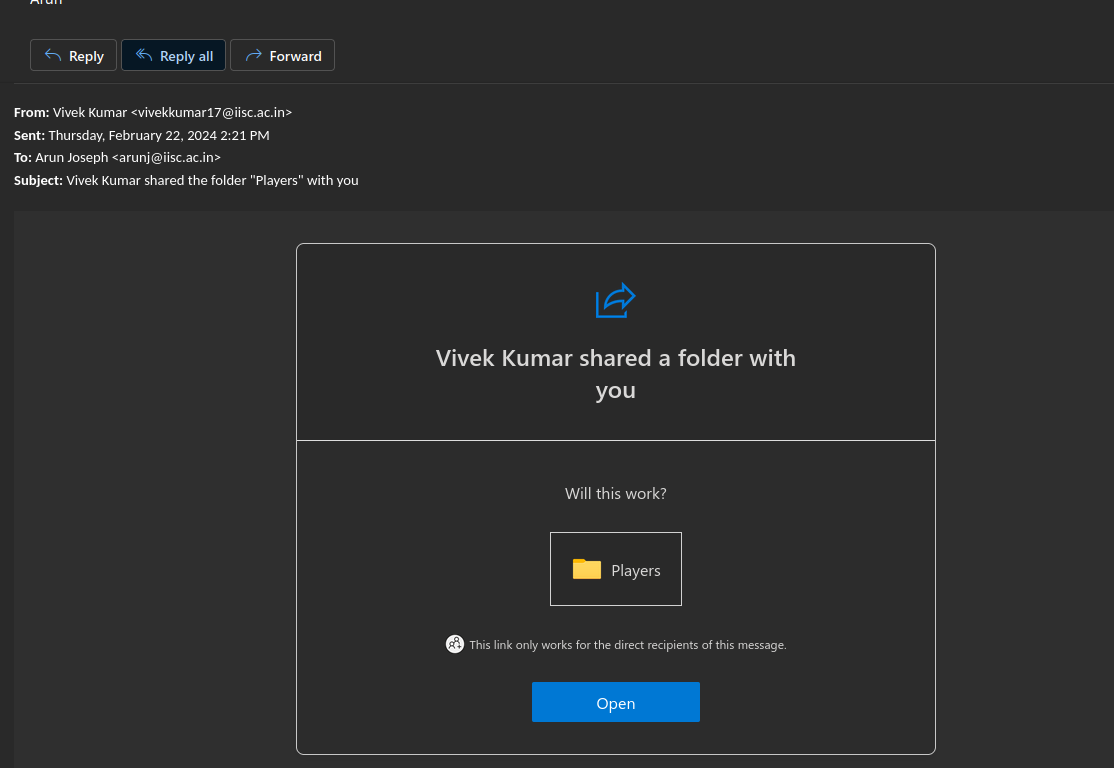 Arun
Reply Reply all Forward
From: Vivek Kumar <vivekkumar17@iisc.ac.in>
Sent: Thursday, February 22, 2024 2:21 PM
To: Arun Joseph <arunj@iisc.ac.in>
Subject: Vivek Kumar shared the folder "Players" with you
Vivek Kumar shared a folder with
you
Will this work?
Players
This link only works for the direct recipients of this message.
Open